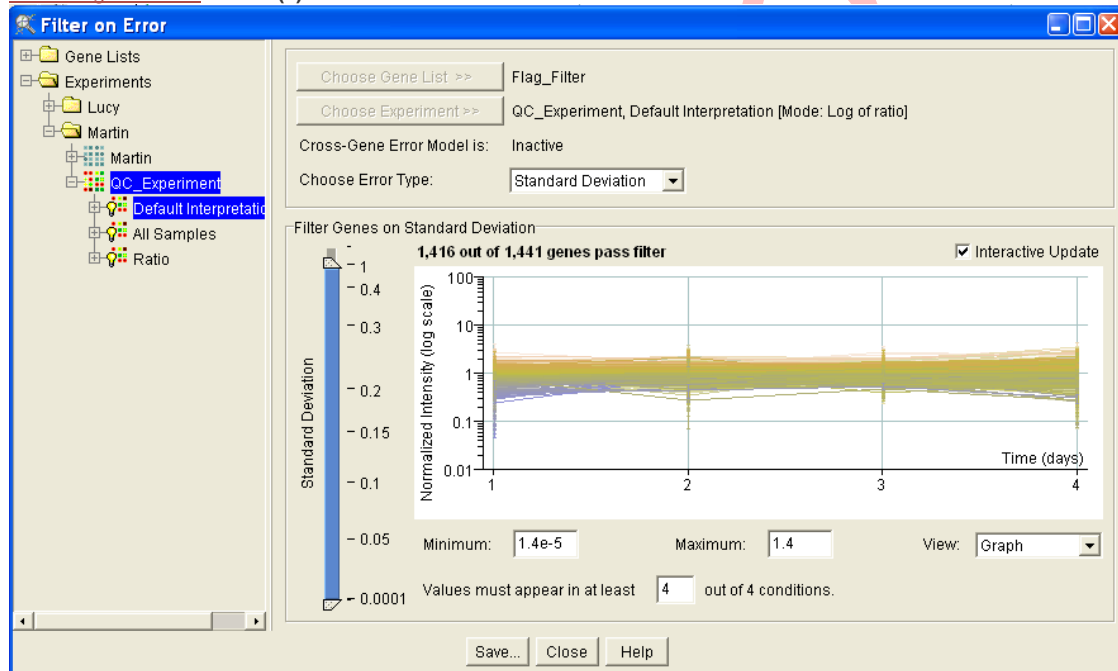 Filter on Error
Gene Lists
Experiments
Lucy
Martin
Martin
QC_Experiment
Default Interpretatio
All Samples
Ratio
Choose Gene List >> Flag_Filter
Choose Experiment >> QC_Experiment, Default Interpretation [Mode: Log of ratio]
Cross-Gene Error Model is: Inactive
Choose Error Type: Standard Deviation
Filter Genes on Standard Deviation
1,416 out of 1,441 genes pass filter
Interactive Update
Standard Deviation
1
0.4
0.3
0.2
0.15
0.1
0.05
0.0001
Normalized Intensity (log scale)
100
10
1
0.1
0.01
Time (days)
1 2 3 4
Minimum: 1.4e-5 Maximum: 1.4 View: Graph
Values must appear in at least 4 out of 4 conditions.
Save... Close Help